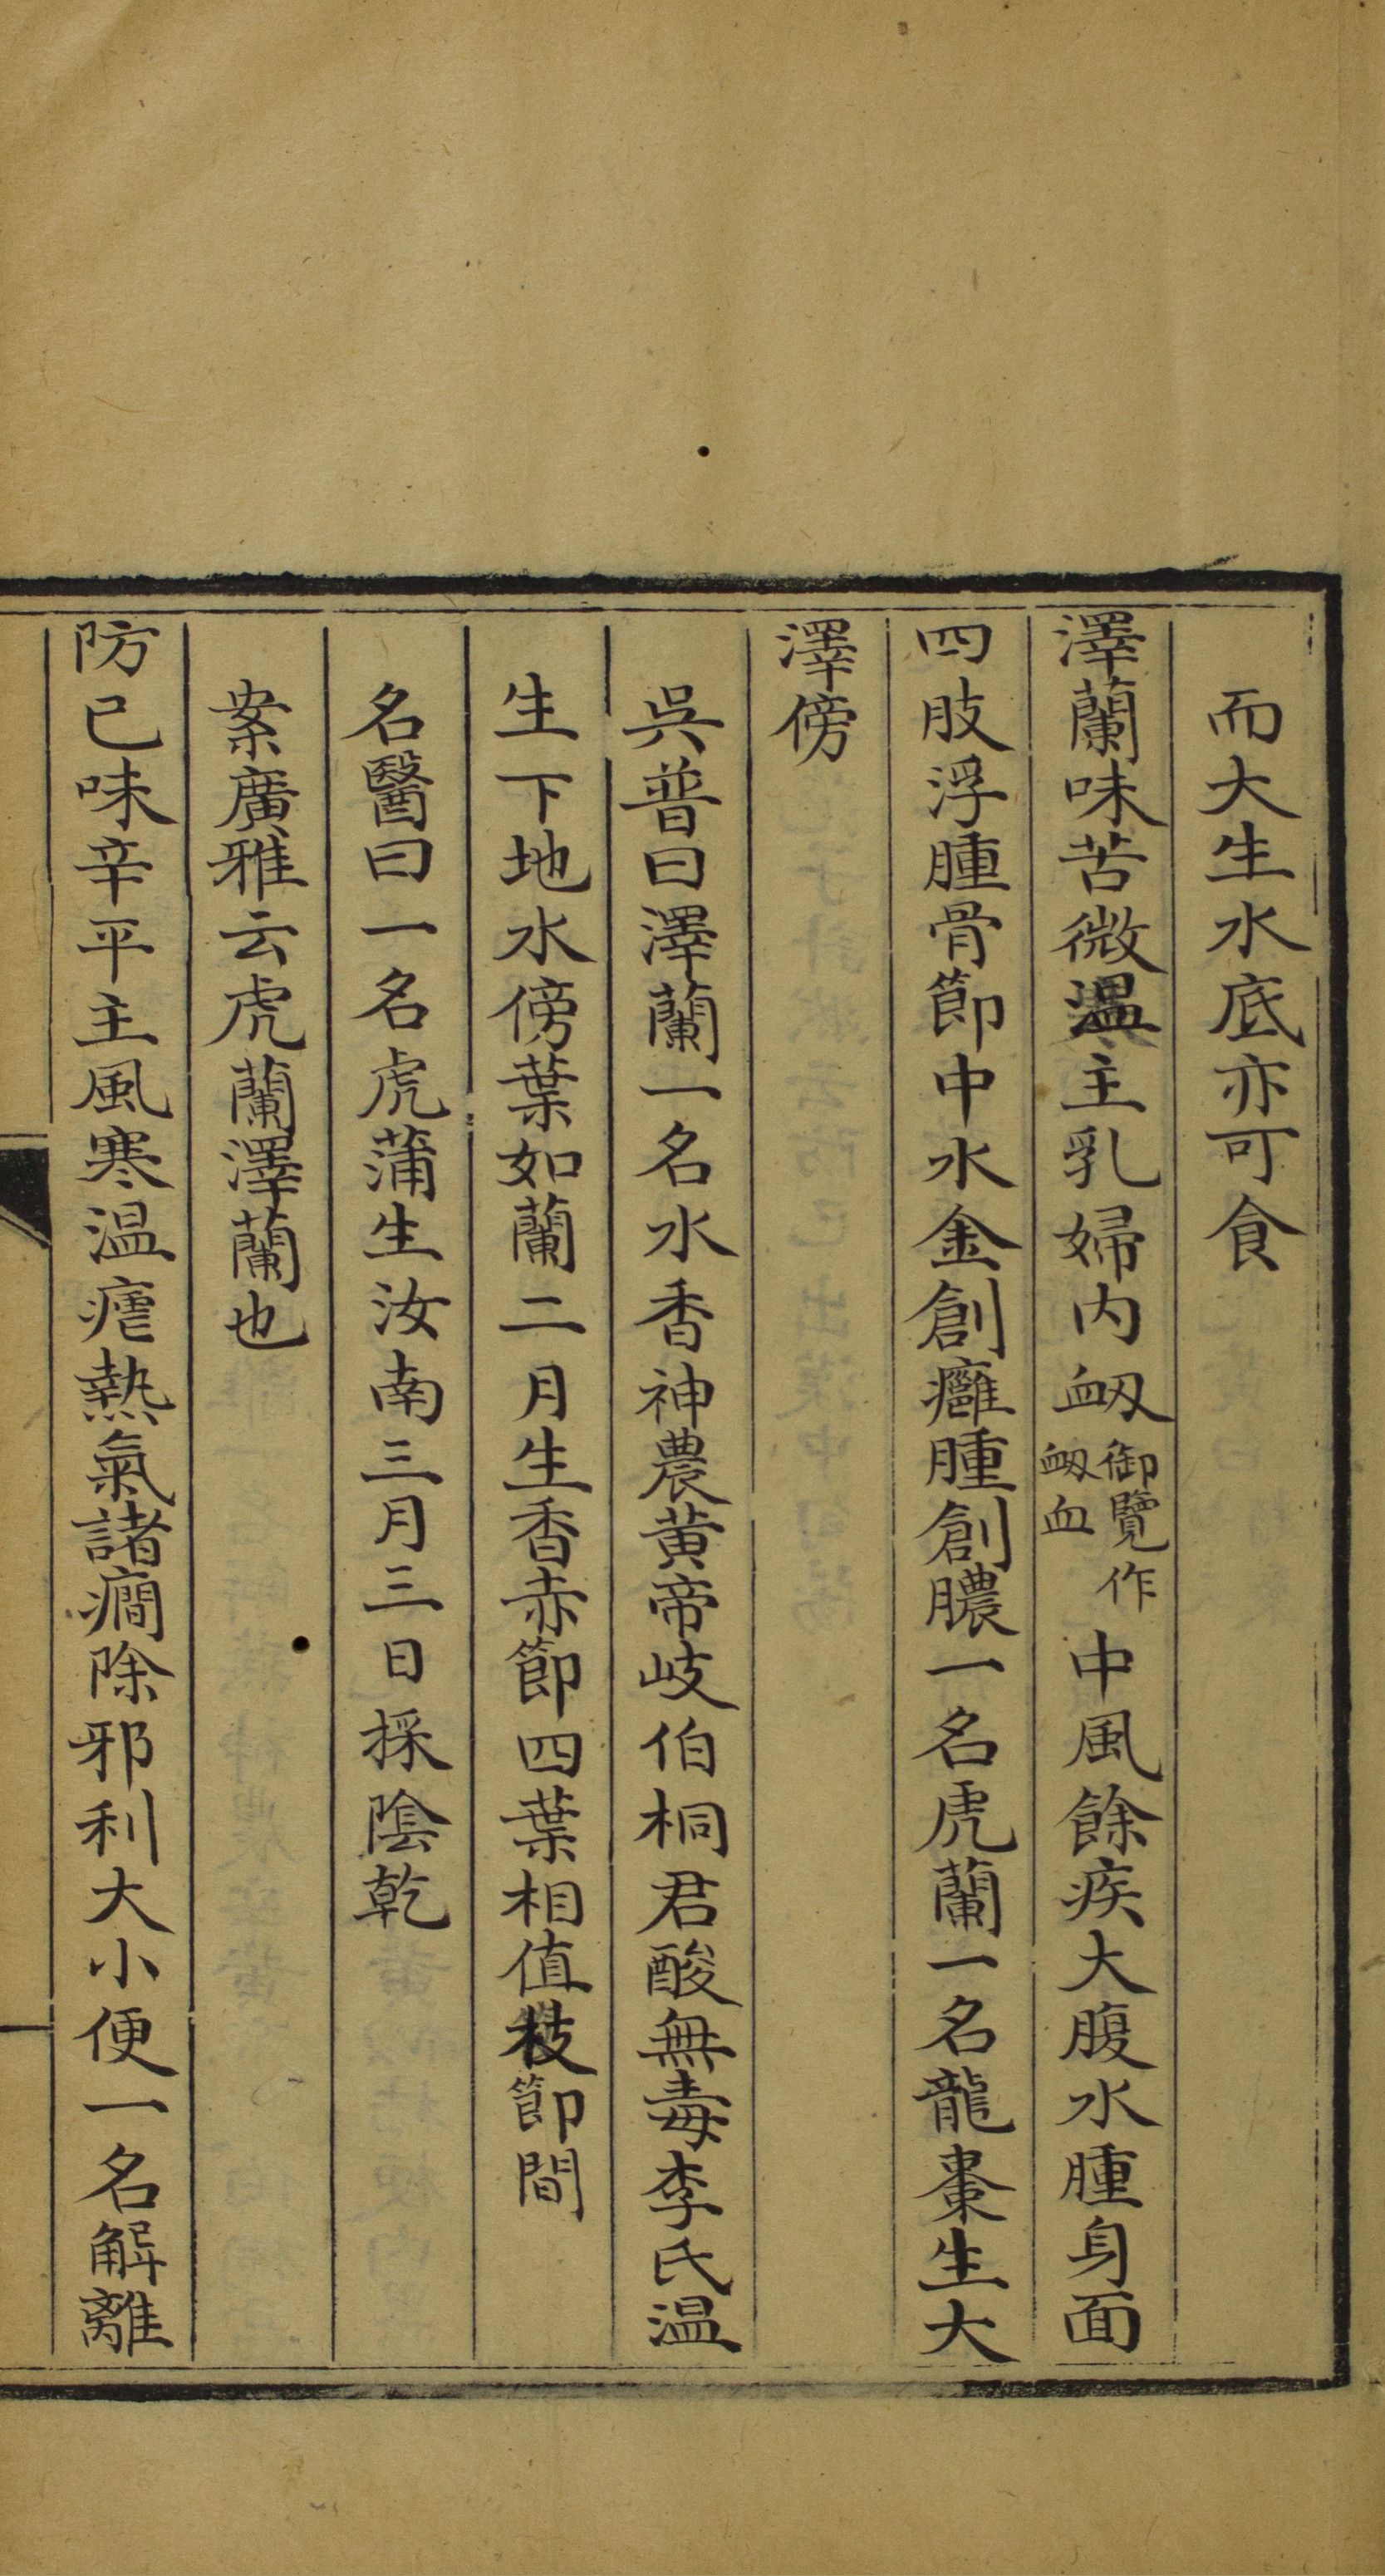 而大生水底亦可食
澤蘭味苦微温主乳婦内衂御覽作衂血中風餘疾大腹水腫身面
四肢浮腫骨節中水金創癰腫創膿一名虎蘭一名龍棗生大
澤傍
吳普曰澤蘭一名水香神農黄帝岐伯桐君酸無毒李氏温
生下地水傍葉如蘭二月生香赤節四葉相值枝節間
名醫曰一名虎蒲生汝南三月三日採陰乾
案廣雅云虎蘭澤蘭也
防已味辛平主風寒温瘧熱氣諸癇除邪利大小便一名解離